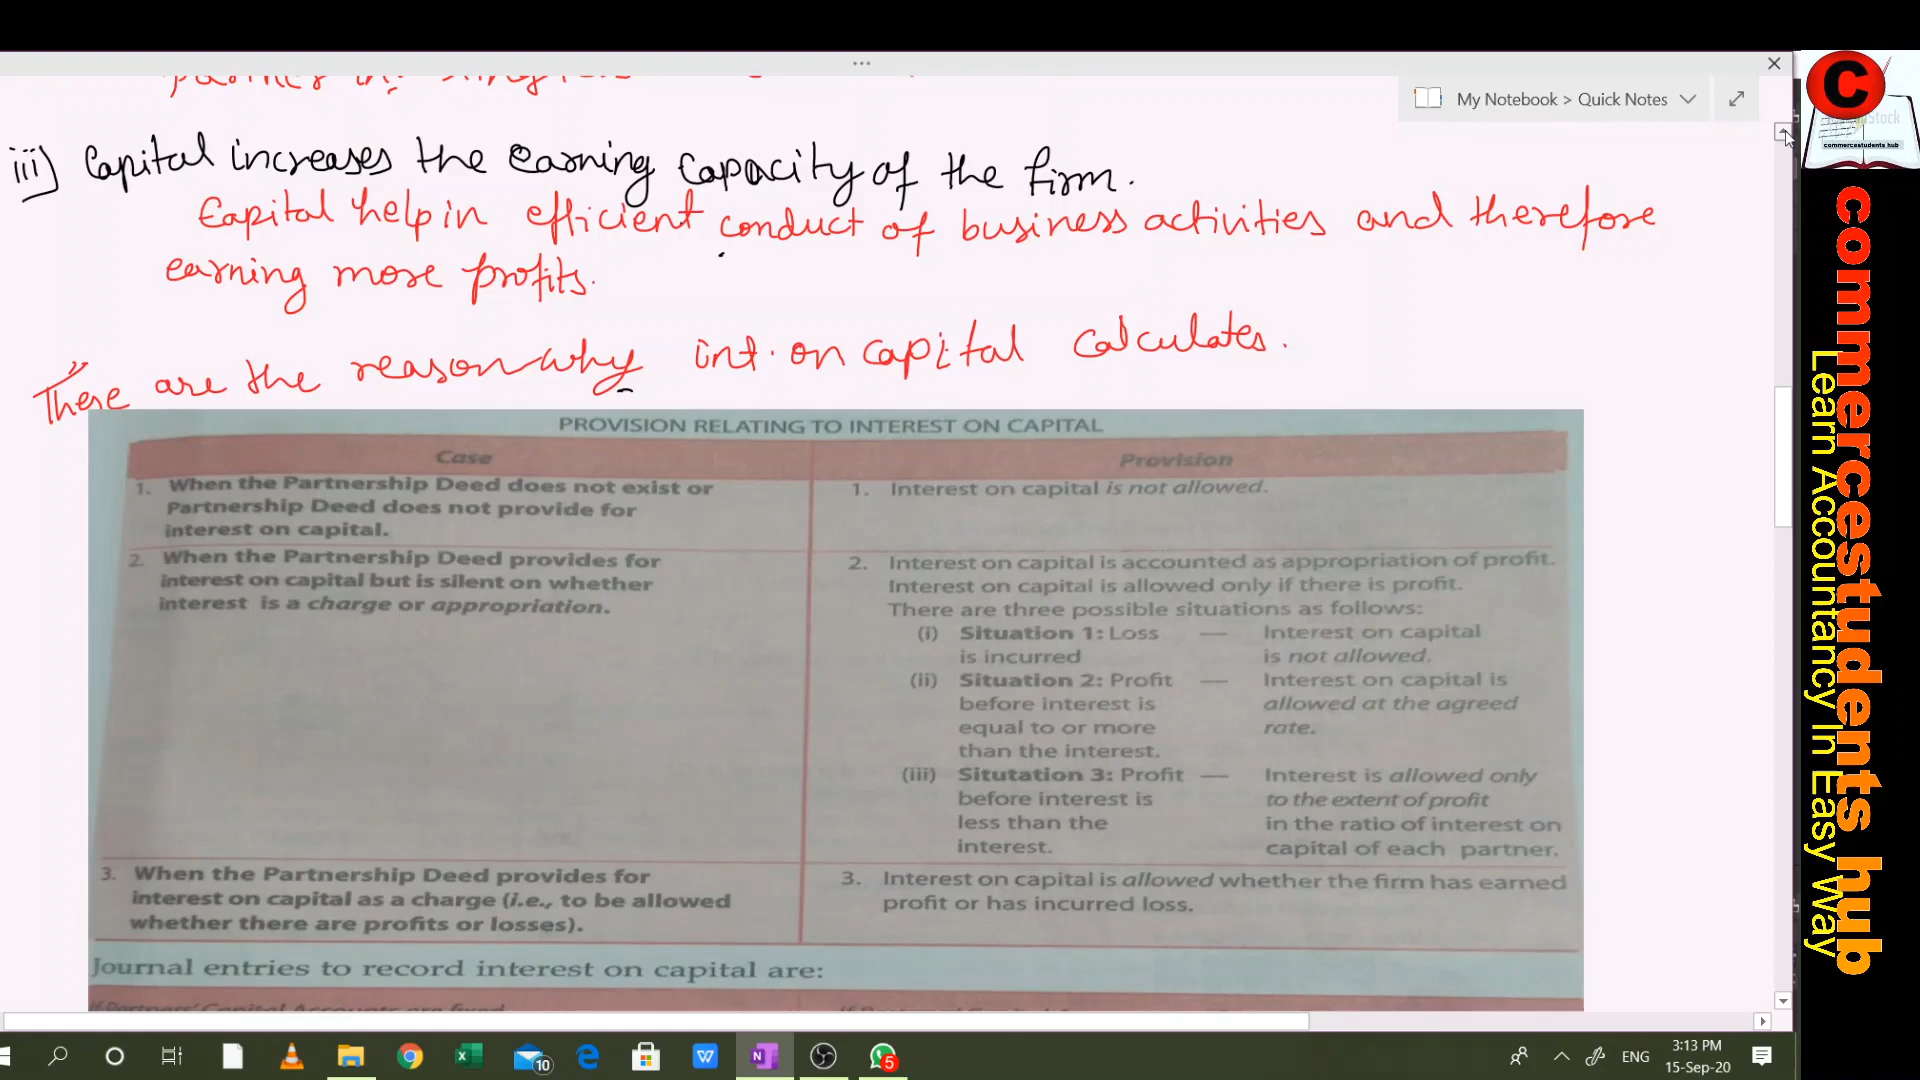 My Notebook > Quick Notes
iii) Capital increases the earning capacity of the firm.
Capital help in efficient conduct of business activities and therefore
earning more profits.
These are the reason why int. on capital calculates.
PROVISION RELATING TO INTEREST ON CAPITAL
Case
Provision
1. When the Partnership Deed does not exist or
Partnership Deed does not provide for
interest on capital.
1. Interest on capital is not allowed.
2. When the Partnership Deed provides for
interest on capital but is silent on whether
interest is a charge or appropriation.
2. Interest on capital is accounted as appropriation of profit.
Interest on capital is allowed only if there is profit.
There are three possible situations as follows:
(i) Situation 1: Loss — Interest on capital
is incurred is not allowed.
(ii) Situation 2: Profit — Interest on capital is
before interest is allowed at the agreed
equal to or more rate.
than the interest.
(iii) Situtation 3: Profit — Interest is allowed only
before interest is to the extent of profit
less than the in the ratio of interest on
interest. capital of each partner.
3. When the Partnership Deed provides for
interest on capital as a charge (i.e., to be allowed
whether there are profits or losses).
3. Interest on capital is allowed whether the firm has earned
profit or has incurred loss.
Journal entries to record interest on capital are:
C
commercestudents hub
commercestudents hub
Learn Accountancy In Easy Way
10
5
ENG
3:13 PM
15-Sep-20